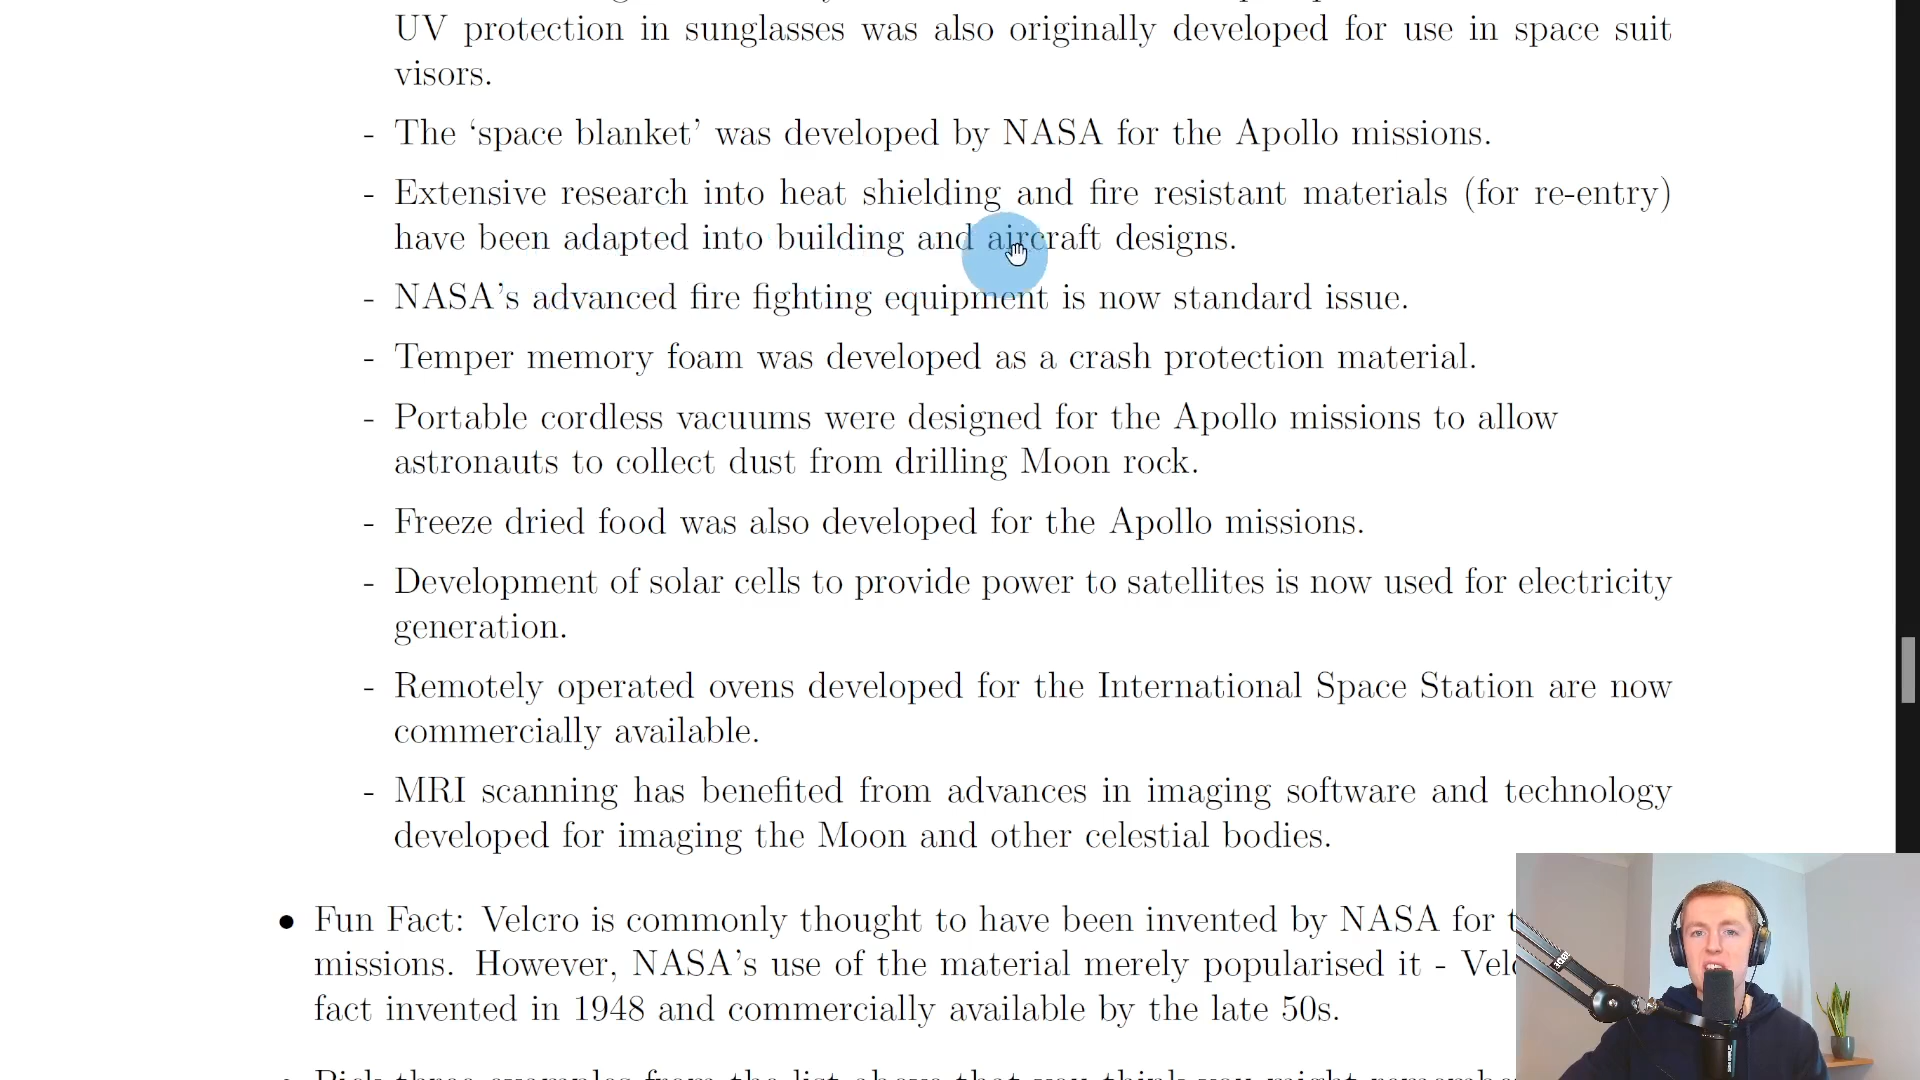 UV protection in sunglasses was also originally developed for use in space suit
visors.
- The ‘space blanket’ was developed by NASA for the Apollo missions.
- Extensive research into heat shielding and fire resistant materials (for re-entry)
have been adapted into building and aircraft designs.
- NASA’s advanced fire fighting equipment is now standard issue.
- Temper memory foam was developed as a crash protection material.
- Portable cordless vacuums were designed for the Apollo missions to allow
astronauts to collect dust from drilling Moon rock.
- Freeze dried food was also developed for the Apollo missions.
- Development of solar cells to provide power to satellites is now used for electricity
generation.
- Remotely operated ovens developed for the International Space Station are now
commercially available.
- MRI scanning has benefited from advances in imaging software and technology
developed for imaging the Moon and other celestial bodies.
• Fun Fact: Velcro is commonly thought to have been invented by NASA for
missions. However, NASA’s use of the material merely popularised it -
fact invented in 1948 and commercially available by the late 50s.
RØDE